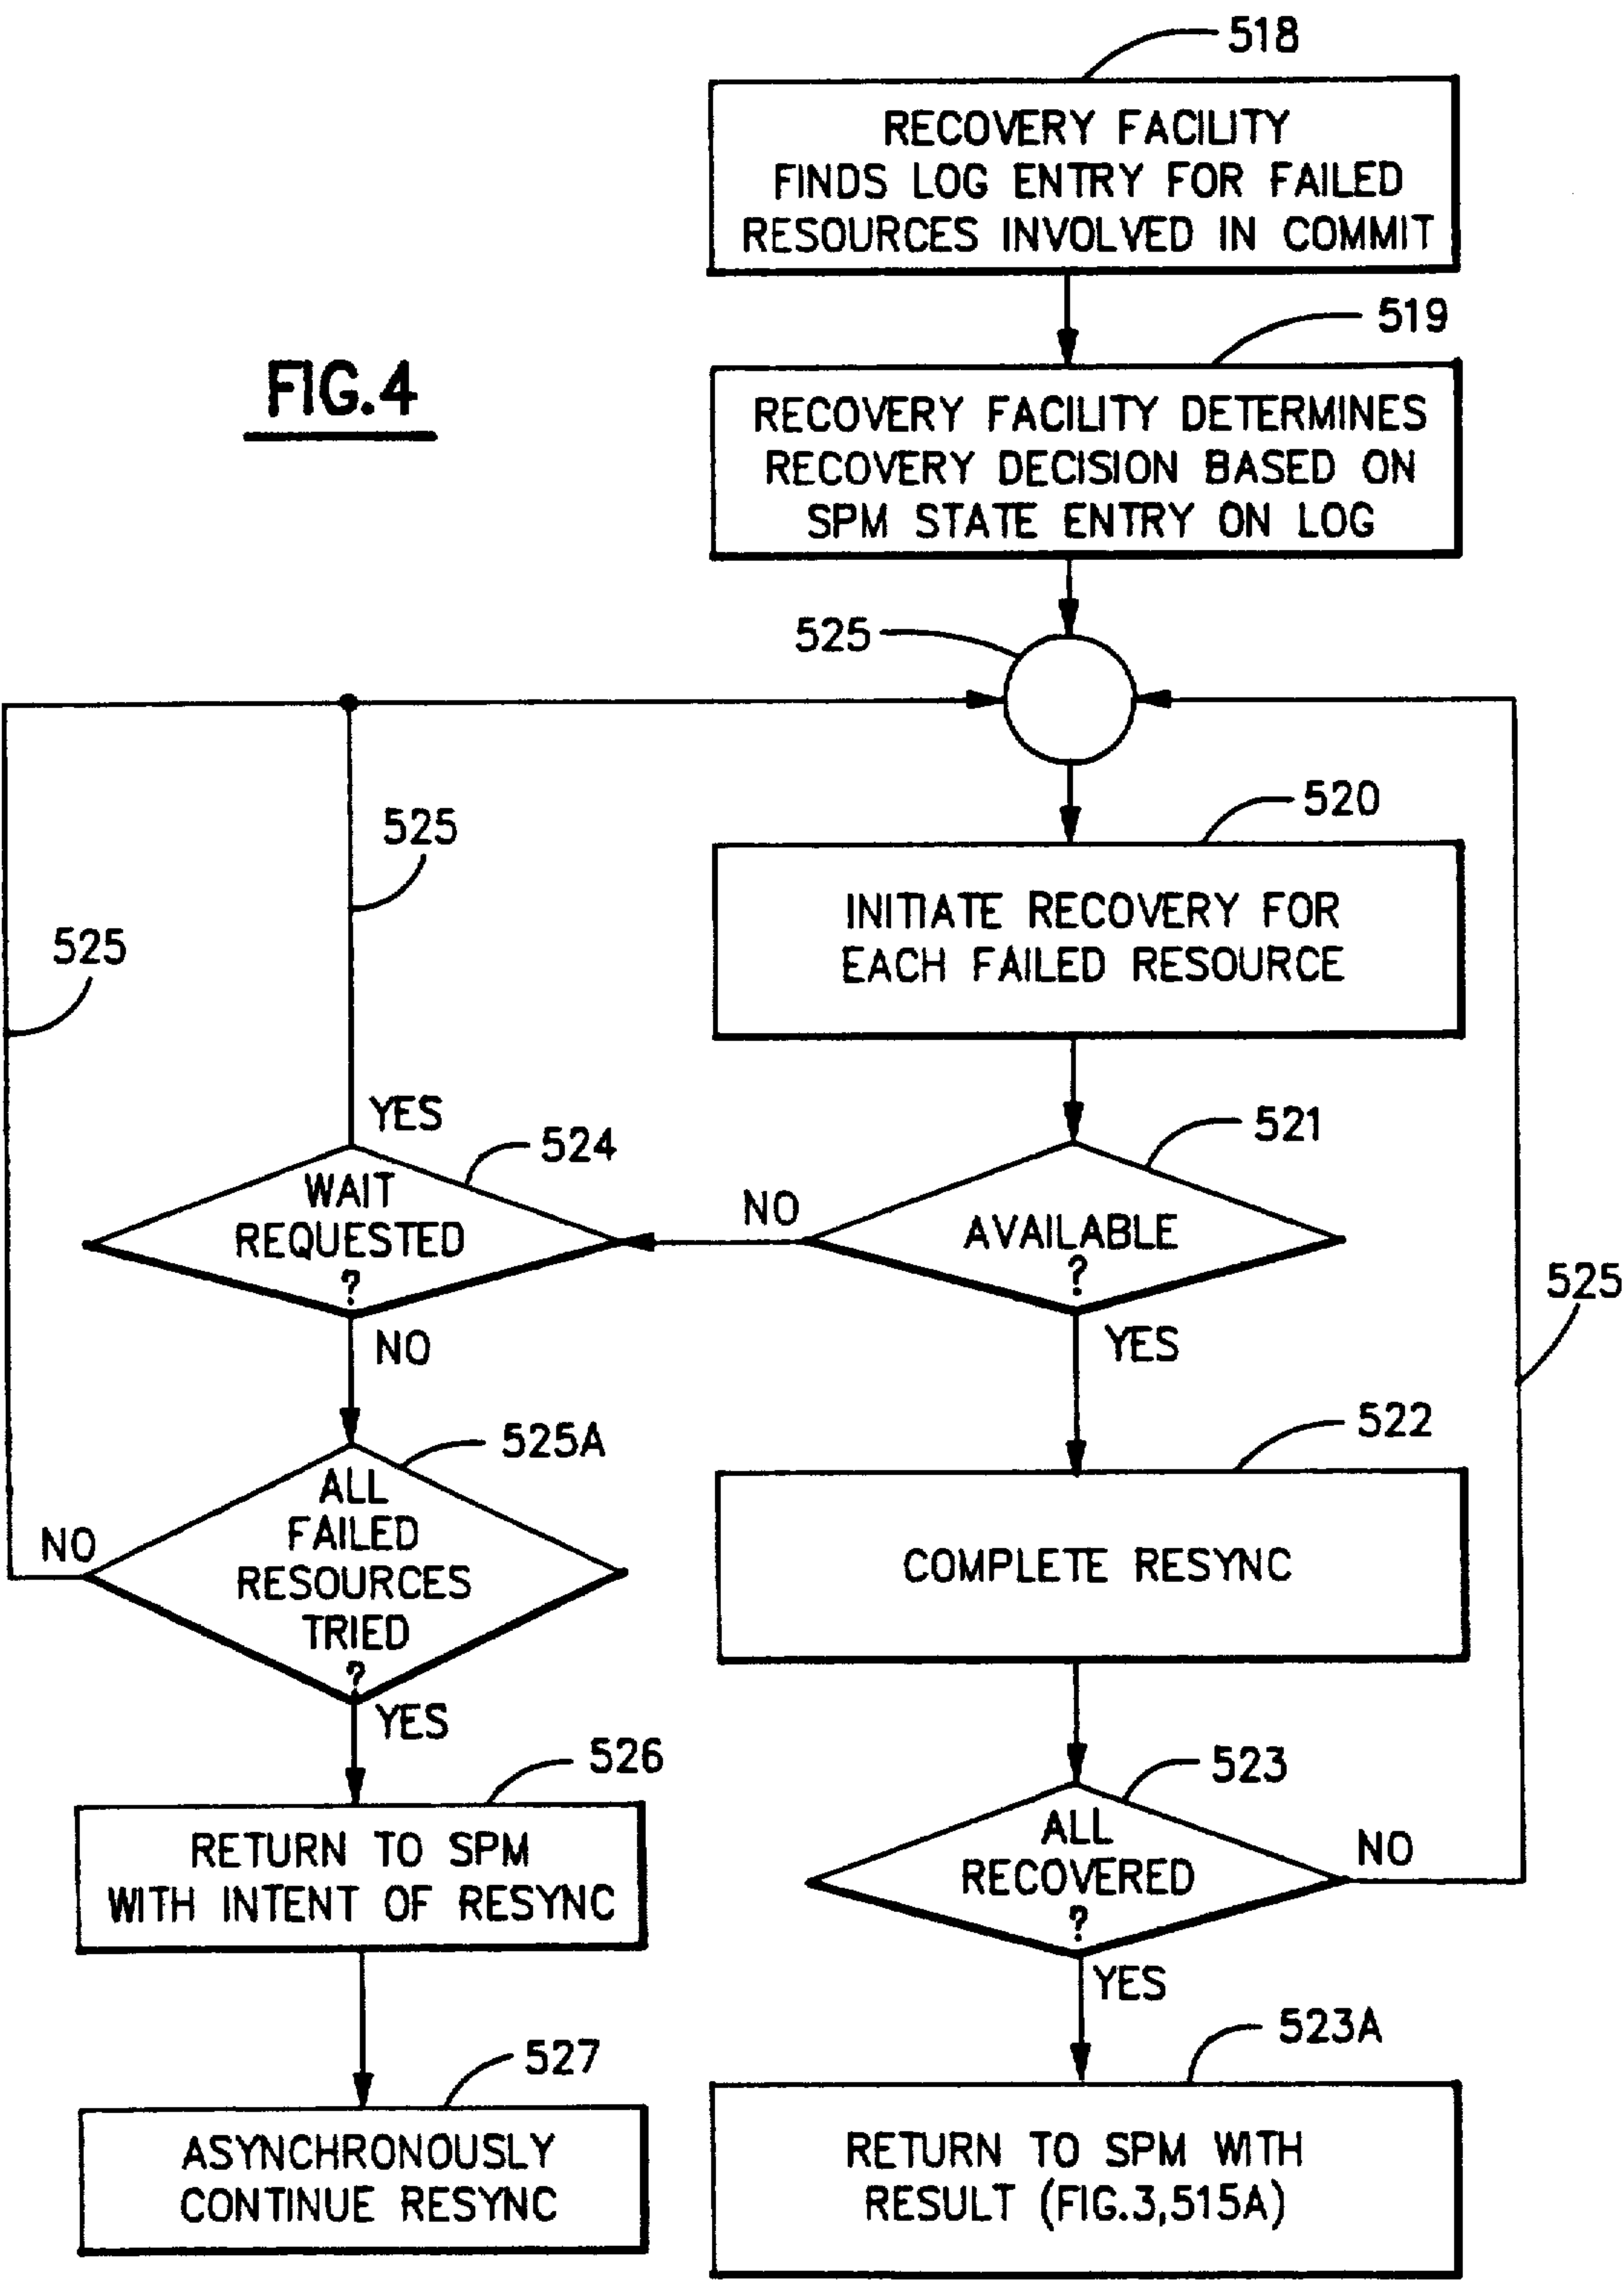 518
RECOVERY FACILITY
FINDS LOG ENTRY FOR FAILED
RESOURCES INVOLVED IN COMMIT
519
FIG.4
RECOVERY FACILITY DETERMINES
RECOVERY DECISION BASED ON
SPM STATE ENTRY ON LOG
525
520
525
INITIATE RECOVERY FOR
EACH FAILED RESOURCE
525
YES
524
521
WAIT
REQUESTED
?
NO
AVAILABLE
?
525
NO
YES
525A
522
ALL
FAILED
RESOURCES
TRIED
?
NO
COMPLETE RESYNC
YES
526
523
RETURN TO SPM
WITH INTENT OF RESYNC
ALL
RECOVERED
?
NO
YES
527
523A
ASYNCHRONOUSLY
CONTINUE RESYNC
RETURN TO SPM WITH
RESULT (FIG.3,515A)